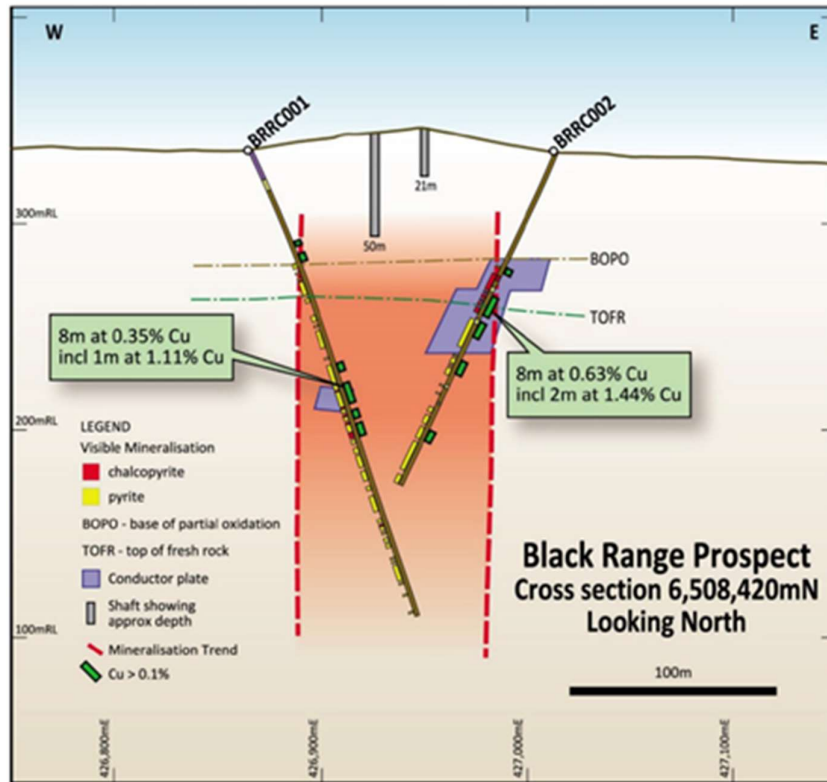 W
E
BRRC001
BRRC002
21m
50m
300mRL
BOPO
TOFR
8m at 0.35% Cu
incl 1m at 1.11% Cu
8m at 0.63% Cu
incl 2m at 1.44% Cu
200mRL
LEGEND
Visible Mineralisation
chalcopyrite
pyrite
BOPO - base of partial oxidation
TOFR - top of fresh rock
Conductor plate
Shaft showing
approx depth
Mineralisation Trend
Cu > 0.1%
100mRL
Black Range Prospect
Cross section 6,508,420mN
Looking North
100m
426,800mE
426,900mE
427,000mE
427,100mE